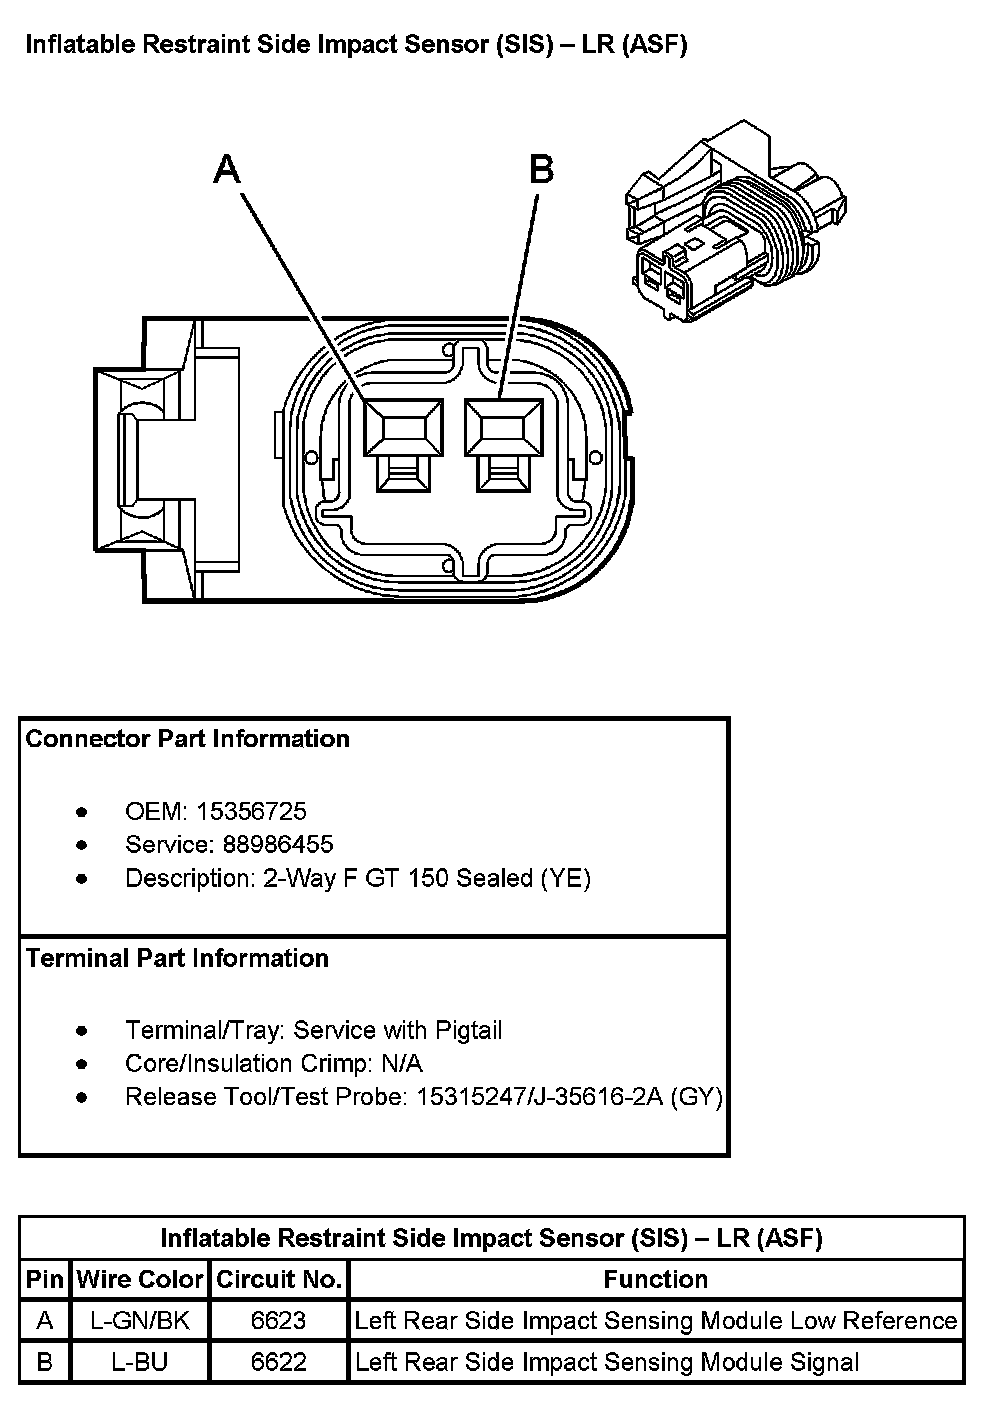 Inflatable Restraint Side Impact Sensor (SIS) – LR (ASF)
A
B
Connector Part Information
• OEM: 15356725
• Service: 88986455
• Description: 2-Way F GT 150 Sealed (YE)
Terminal Part Information
• Terminal/Tray: Service with Pigtail
• Core/Insulation Crimp: N/A
• Release Tool/Test Probe: 15315247/J-35616-2A (GY)
Inflatable Restraint Side Impact Sensor (SIS) – LR (ASF)
Pin Wire Color Circuit No. Function
A L-GN/BK 6623 Left Rear Side Impact Sensing Module Low Reference
B L-BU 6622 Left Rear Side Impact Sensing Module Signal